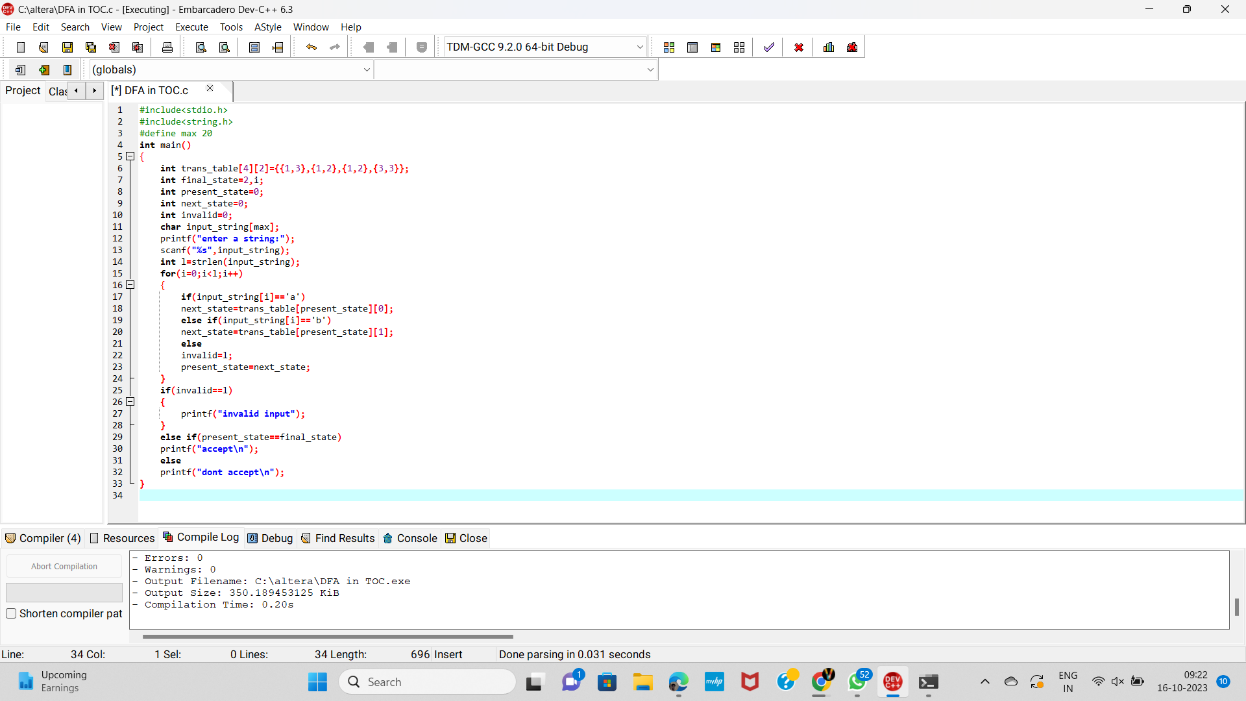 C:\altera\DFA in TOC.c - [Executing] - Embarcadero Dev-C++ 6.3
File Edit Search View Project Execute Tools AStyle Window Help
TDM-GCC 9.2.0 64-bit Debug
(globals)
Project Clas [*] DFA in TOC.c
1 #include<stdio.h>
2 #include<string.h>
3 #define max 20
4 int main()
5 {
6 int trans_table[4][2]={{1,3},{1,2},{1,2},{3,3}};
7 int final_state=2,i;
8 int present_state=0;
9 int next_state=0;
10 int invalid=0;
11 char input_string[max];
12 printf("enter a string:");
13 scanf("%s",input_string);
14 int l=strlen(input_string);
15 for(i=0;i<l;i++)
16 {
17 if(input_string[i]=='a')
18 next_state=trans_table[present_state][0];
19 else if(input_string[i]=='b')
20 next_state=trans_table[present_state][1];
21 else
22 invalid=l;
23 present_state=next_state;
24 }
25 if(invalid==l)
26 {
27 printf("invalid input");
28 }
29 else if(present_state==final_state)
30 printf("accept\n");
31 else
32 printf("dont accept\n");
33 }
34
Compiler (4) Resources Compile Log Debug Find Results Console Close
Abort Compilation
Shorten compiler pat
- Errors: 0
- Warnings: 0
- Output Filename: C:\altera\DFA in TOC.exe
- Output Size: 350.189453125 KiB
- Compilation Time: 0.20s
Line: 34 Col: 1 Sel: 0 Lines: 34 Length: 696 Insert Done parsing in 0.031 seconds
Upcoming
Earnings
Search
1
mhp
V
52
DEV
C++
ENG
IN
09:22
16-10-2023
10